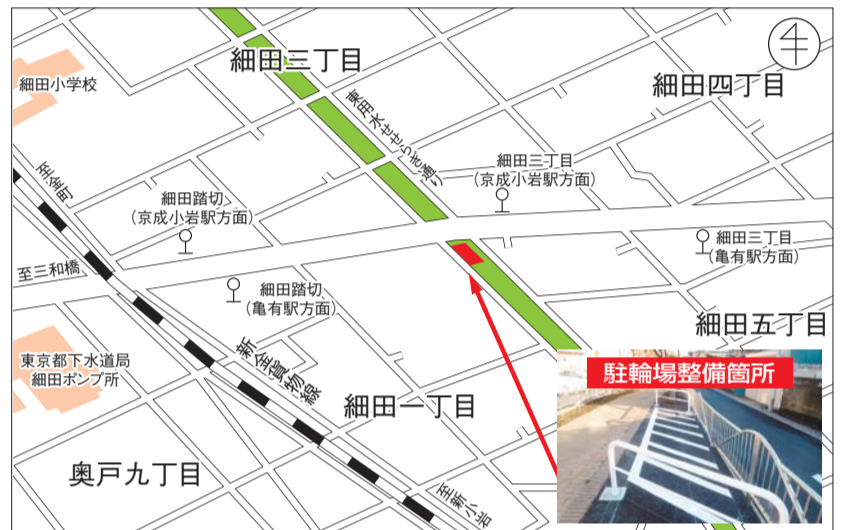 細田三丁目
細田小学校
細田四丁目
東用水せせらぎ通り
至金町
細田三丁目
(京成小岩駅方面)
細田踏切
(京成小岩駅方面)
細田三丁目
(亀有駅方面)
至三和橋
細田踏切
(亀有駅方面)
細田五丁目
東京都下水道局
細田ポンプ所
新金貨物線
駐輪場整備箇所
細田一丁目
奥戸九丁目
至新小岩